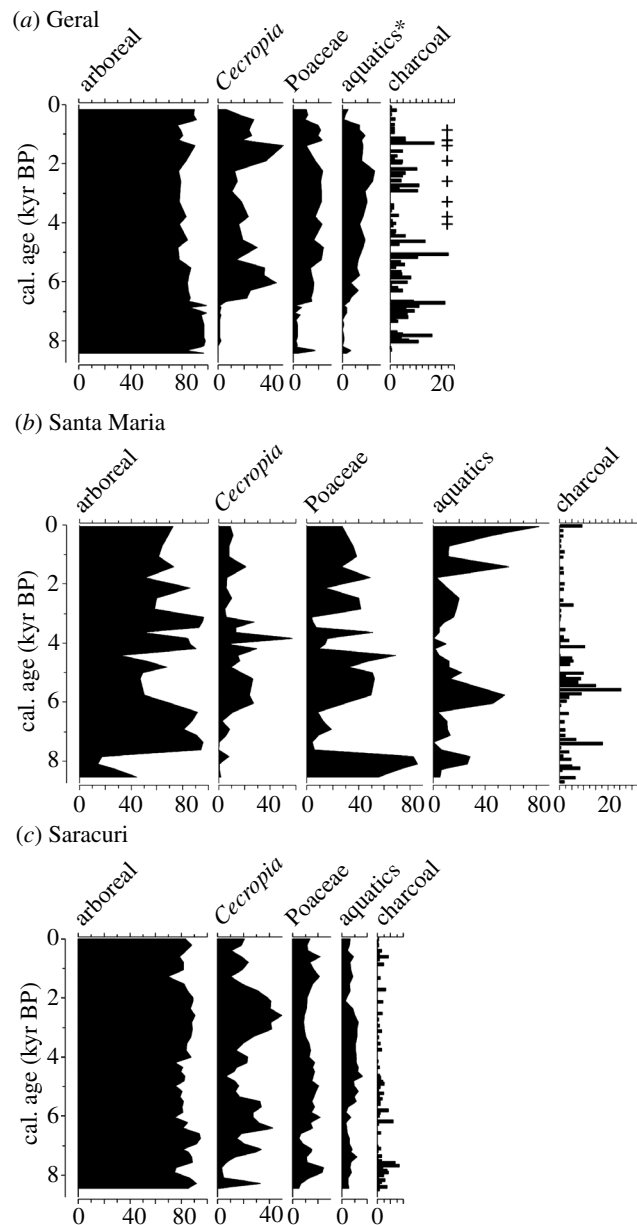 (a) Geral
arboreal Cecropia Poaceae aquatics* charcoal
0
2
4
6
8
cal. age (kyr BP)
0 40 80 0 40 0 20 0 20 0 20
(b) Santa Maria
arboreal Cecropia Poaceae aquatics charcoal
0
2
4
6
8
cal. age (kyr BP)
0 40 80 0 40 0 40 80 0 40 80 0 20
(c) Saracuri
arboreal Cecropia Poaceae aquatics charcoal
0
2
4
6
8
cal. age (kyr BP)
0 40 80 0 40 0 20 0 20 0